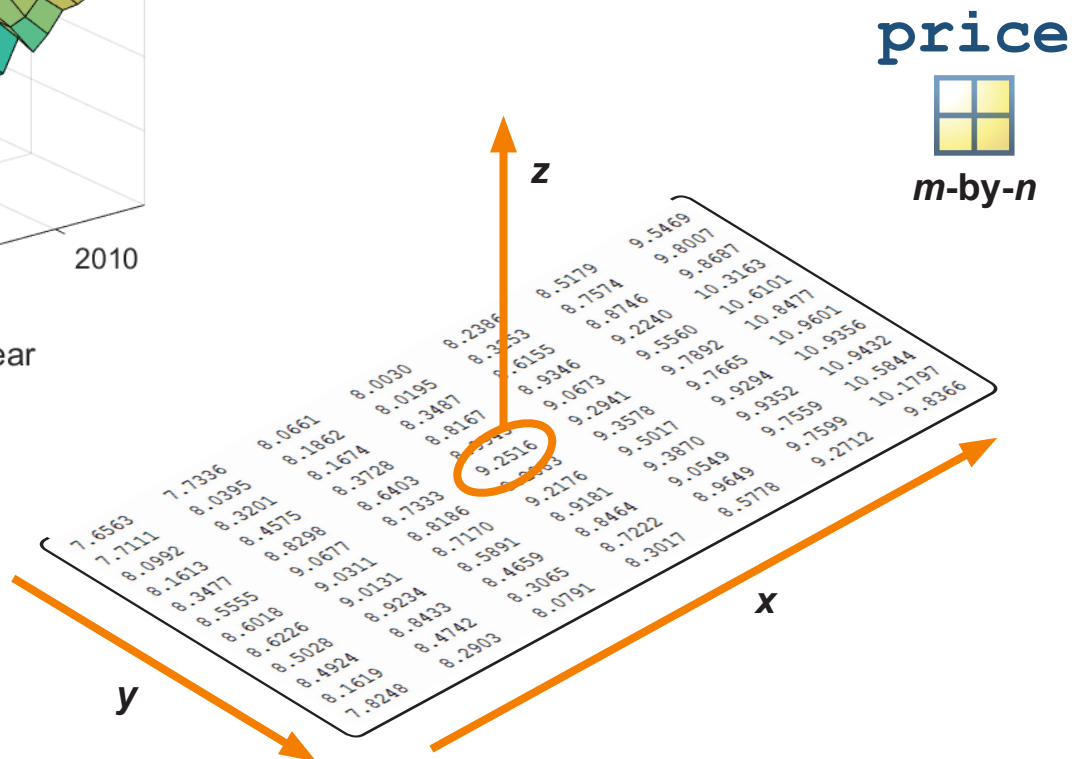 price
m-by-n
z
2010
ear
7.6563 7.7336 8.0661 8.0030 8.2386 8.5179 9.5469
7.7111 8.0395 8.1862 8.0195 8.3253 8.7574 9.8007
8.0992 8.3201 8.1674 8.3487 8.6155 8.8746 9.8687
8.1613 8.4575 8.3728 8.8167 8.9346 9.2240 10.3163
8.3477 8.8298 8.6403 9.0673 9.5560 10.6101
8.5555 9.0677 8.7333 9.2516 9.2941 9.7892 10.8477
8.6018 9.0311 8.8186 9.3578 9.7665 10.9601
8.6226 9.0131 8.7170 9.2176 9.5017 9.9294 10.9356
8.5028 8.9234 8.5891 8.9181 9.3870 9.9352 10.9432
8.4924 8.8433 8.4659 8.8464 9.0549 9.7559 10.5844
8.1619 8.4742 8.3065 8.7222 8.9649 9.7599 10.1797
7.8248 8.2903 8.0791 8.3017 8.5778 9.2712 9.8366
x
y